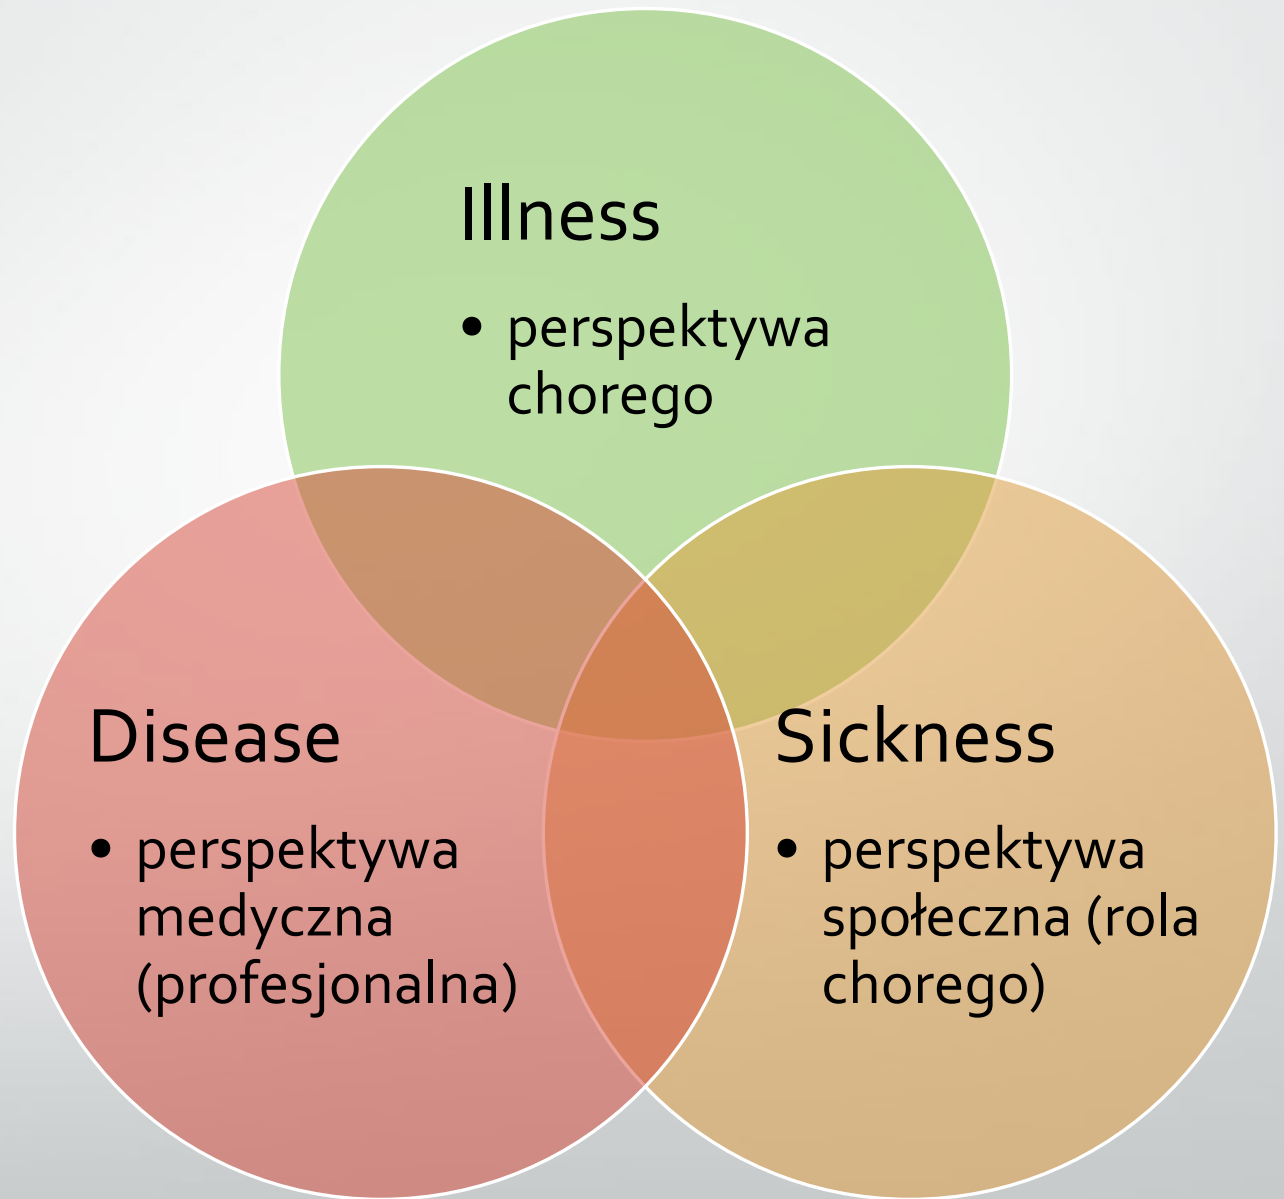 Illness
• perspektywa
chorego
Disease
• perspektywa
medyczna
(profesjonalna)
Sickness
• perspektywa
społeczna (rola
chorego)